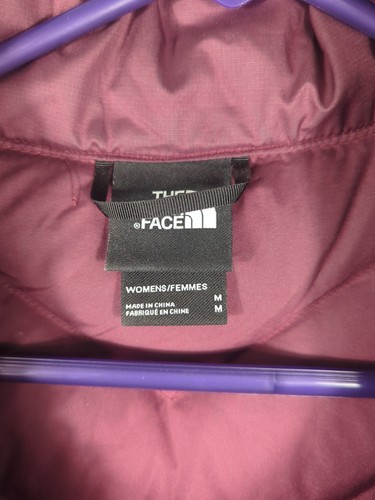 THE
®FACE
WOMENS/FEMMES
MADE IN CHINA M
FABRIQUÉ EN CHINE M